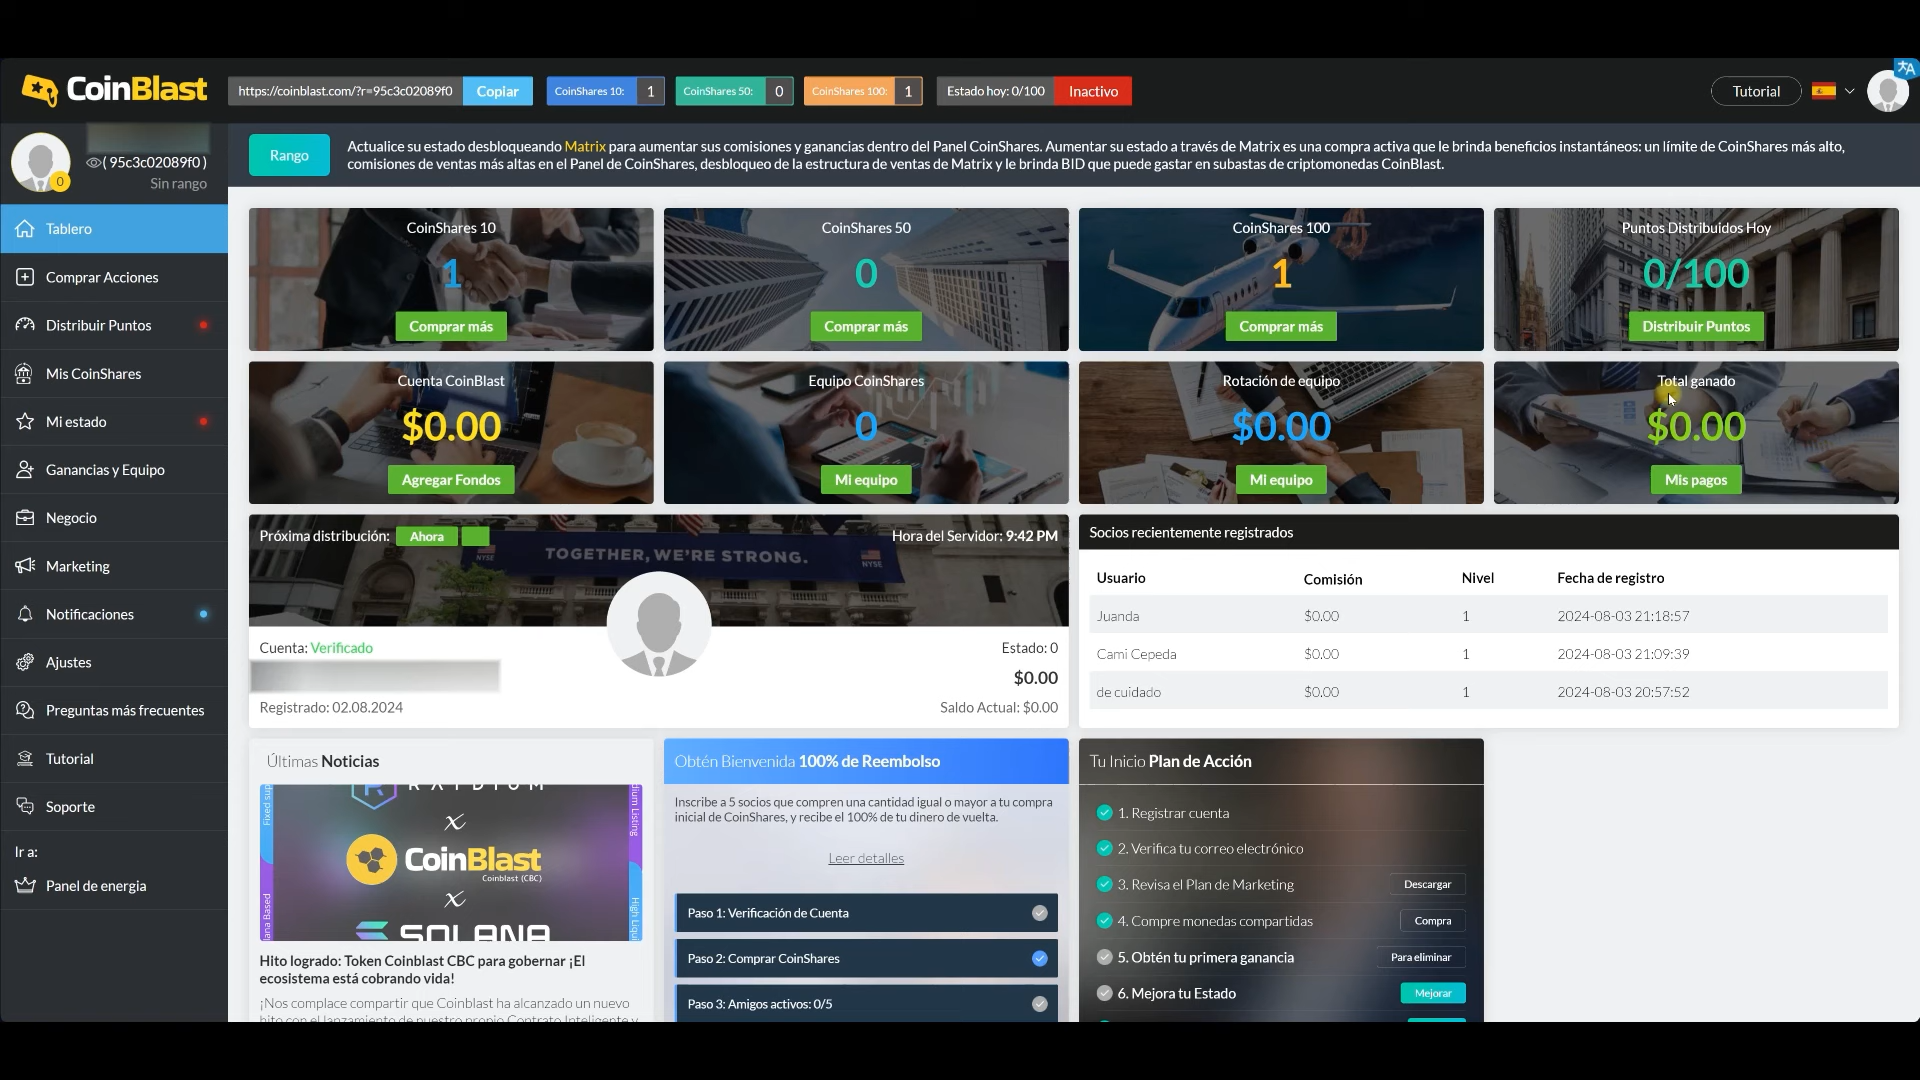 CoinBlast
https://coinblast.com/?r=95c3c02089f0
Copiar
CoinShares 10: 1
CoinShares 50: 0
CoinShares 100: 1
Estado hoy: 0/100
Inactivo
Tutorial
0
( 95c3c02089f0 )
Sin rango
Rango
Actualice su estado desbloqueando Matrix para aumentar sus comisiones y ganancias dentro del Panel CoinShares. Aumentar su estado a través de Matrix es una compra activa que le brinda beneficios instantáneos: un límite de CoinShares más alto,
comisiones de ventas más altas en el Panel de CoinShares, desbloqueo de la estructura de ventas de Matrix y le brinda BID que puede gastar en subastas de criptomonedas CoinBlast.
Tablero
Comprar Acciones
Distribuir Puntos
Mis CoinShares
Mi estado
Ganancias y Equipo
Negocio
Marketing
Notificaciones
Ajustes
Preguntas más frecuentes
Tutorial
Soporte
Ir a:
Panel de energia
CoinShares 10
1
Comprar más
CoinShares 50
0
Comprar más
CoinShares 100
1
Comprar más
Puntos Distribuidos Hoy
0/100
Distribuir Puntos
Cuenta CoinBlast
$0.00
Agregar Fondos
Equipo CoinShares
0
Mi equipo
Rotación de equipo
$0.00
Mi equipo
Total ganado
$0.00
Mis pagos
Próxima distribución: Ahora
Hora del Servidor: 9:42 PM
TOGETHER, WE'RE STRONG.
NYSE
NYSE
Cuenta: Verificado
Estado: 0
$0.00
Registrado: 02.08.2024
Saldo Actual: $0.00
Socios recientemente registrados
Usuario Comisión Nivel Fecha de registro
Juanda $0.00 1 2024-08-03 21:18:57
Cami Cepeda $0.00 1 2024-08-03 21:09:39
de cuidado $0.00 1 2024-08-03 20:57:52
Últimas Noticias
RAYDIUM
x
CoinBlast
Coinblast (CBC)
x
SOLANA
Hito logrado: Token Coinblast CBC para gobernar ¡El
ecosistema está cobrando vida!
¡Nos complace compartir que Coinblast ha alcanzado un nuevo
hito con el lanzamiento de nuestro propio Contrato Inteligente y
Obtén Bienvenida 100% de Reembolso
Inscribe a 5 socios que compren una cantidad igual o mayor a tu compra
inicial de CoinShares, y recibe el 100% de tu dinero de vuelta.
Leer detalles
Paso 1: Verificación de Cuenta
Paso 2: Comprar CoinShares
Paso 3: Amigos activos: 0/5
Tu Inicio Plan de Acción
1. Registrar cuenta
2. Verifica tu correo electrónico
3. Revisa el Plan de Marketing
Descargar
4. Compre monedas compartidas
Compra
5. Obtén tu primera ganancia
Para eliminar
6. Mejora tu Estado
Mejorar